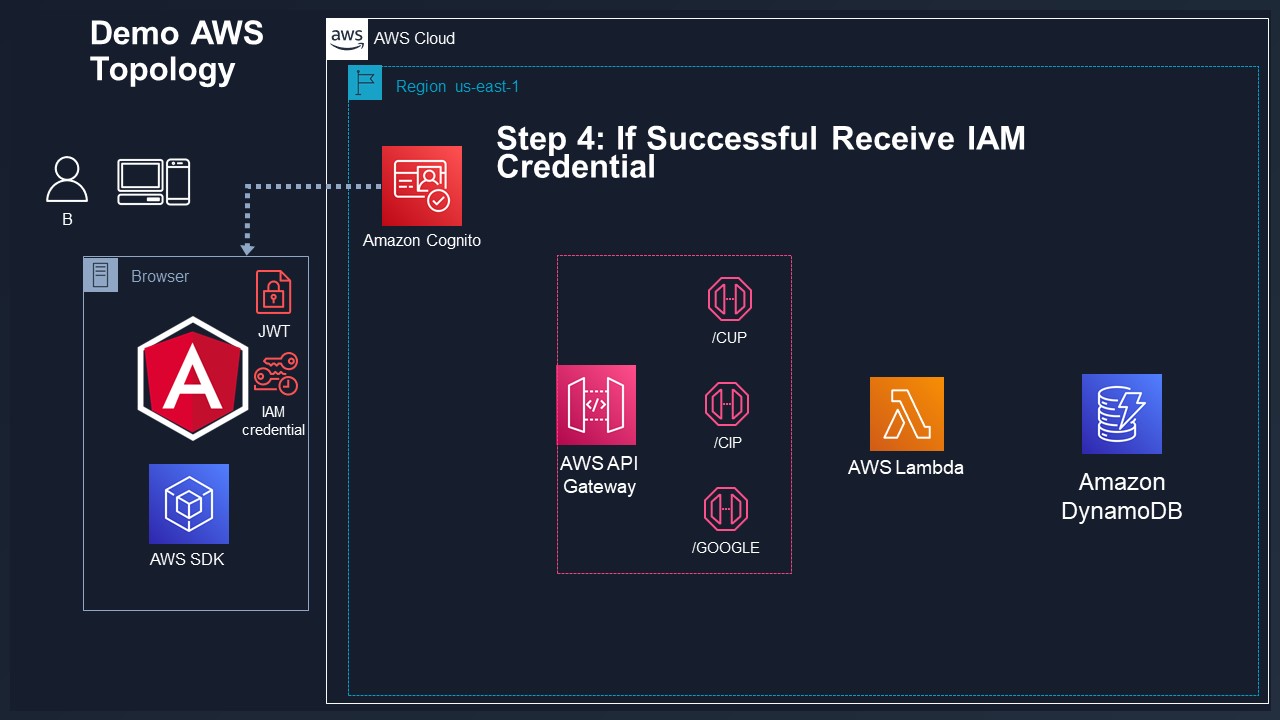 Demo AWS
Topology
aws
AWS Cloud
Region us-east-1
Step 4: If Successful Receive IAM
Credential
B
Amazon Cognito
Browser
JWT
IAM
credential
AWS SDK
/CUP
/CIP
/GOOGLE
AWS API
Gateway
AWS Lambda
Amazon
DynamoDB